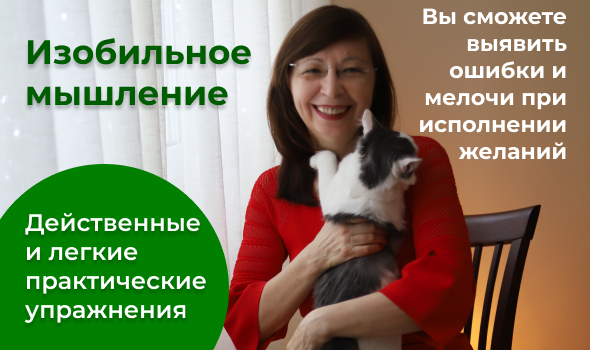 Изобильное
мышление
Вы сможете
выявить
ошибки и
мелочи при
исполнении
желаний
Действенные
и легкие
практические
упражнения